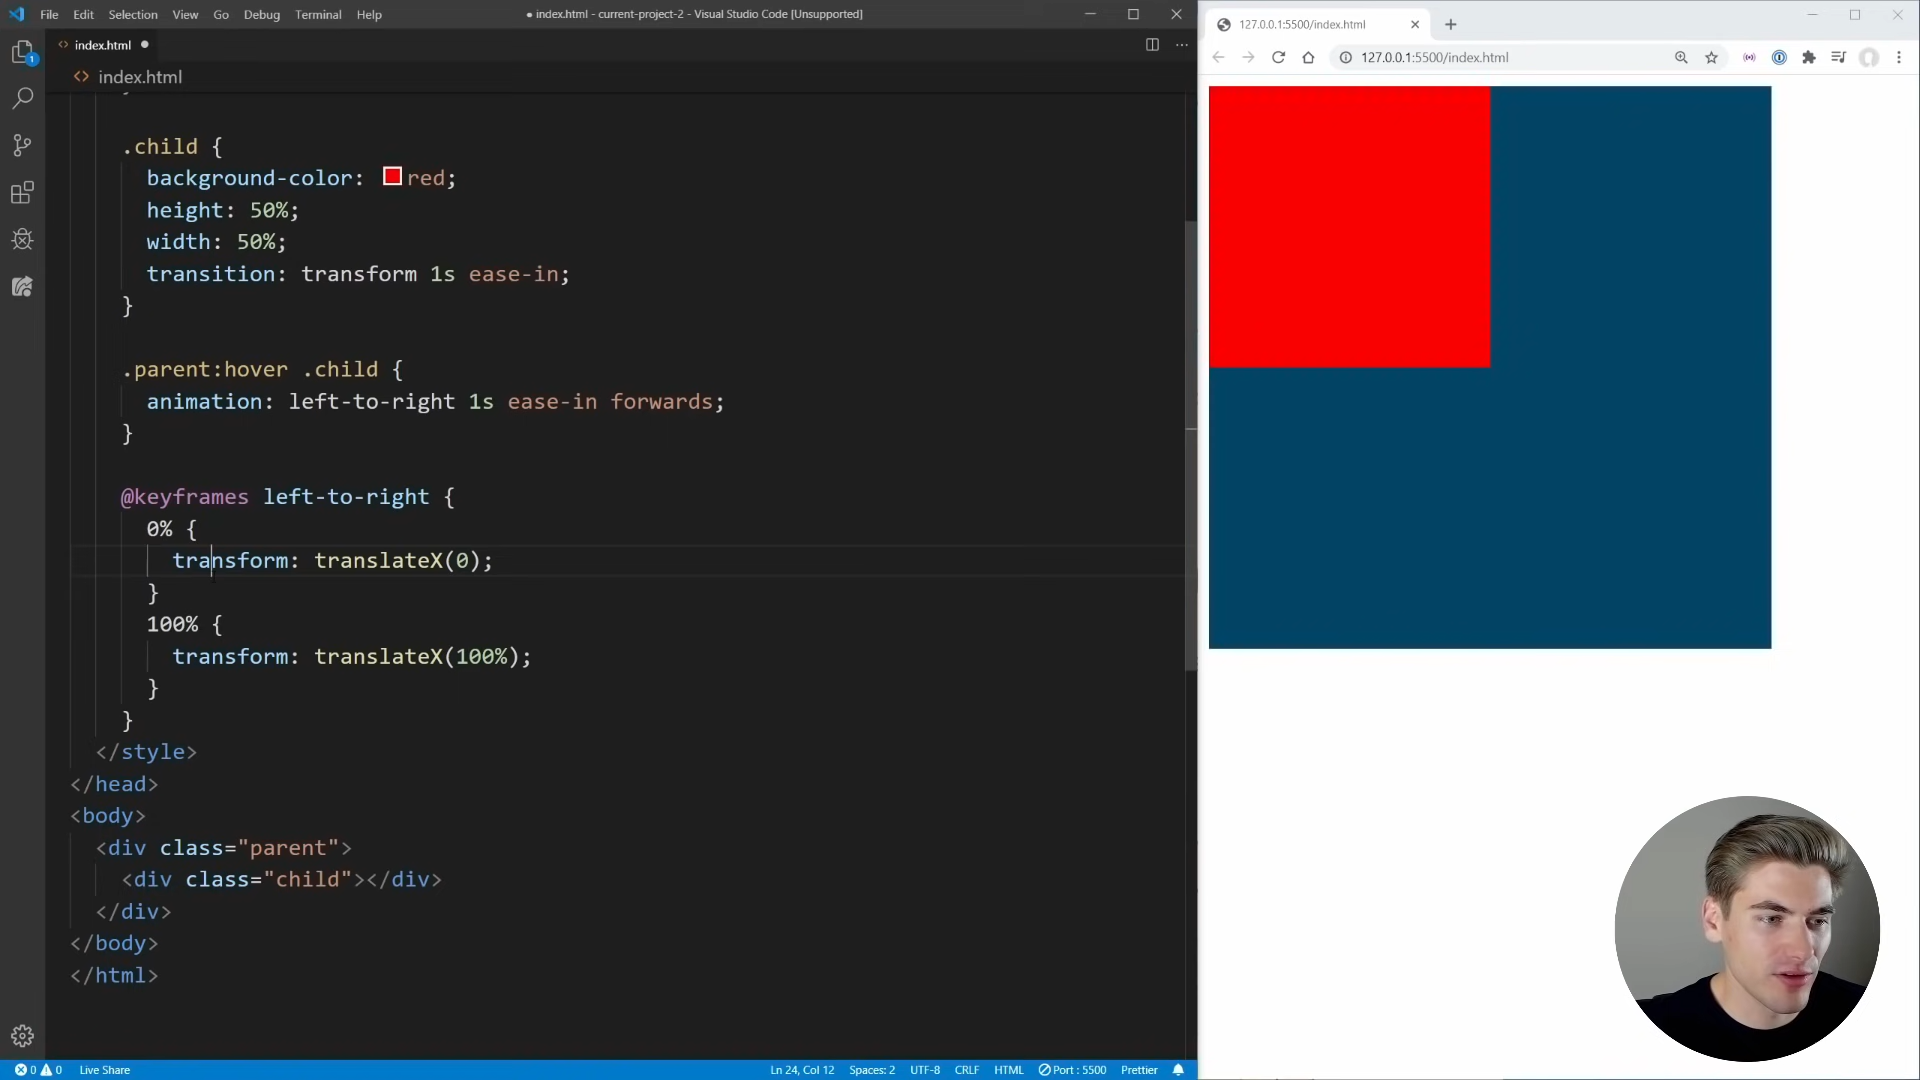 File Edit Selection View Go Debug Terminal Help
● index.html - current-project-2 - Visual Studio Code [Unsupported]
127.0.0.1:5500/index.html
index.html
127.0.0.1:5500/index.html
1
<> index.html
.child {
background-color: red;
height: 50%;
width: 50%;
transition: transform 1s ease-in;
}
.parent:hover .child {
animation: left-to-right 1s ease-in forwards;
}
@keyframes left-to-right {
0% {
transform: translateX(0);
}
100% {
transform: translateX(100%);
}
}
</style>
</head>
<body>
<div class="parent">
<div class="child"></div>
</div>
</body>
</html>
0 0 Live Share Ln 24, Col 12 Spaces: 2 UTF-8 CRLF HTML Port : 5500 Prettier